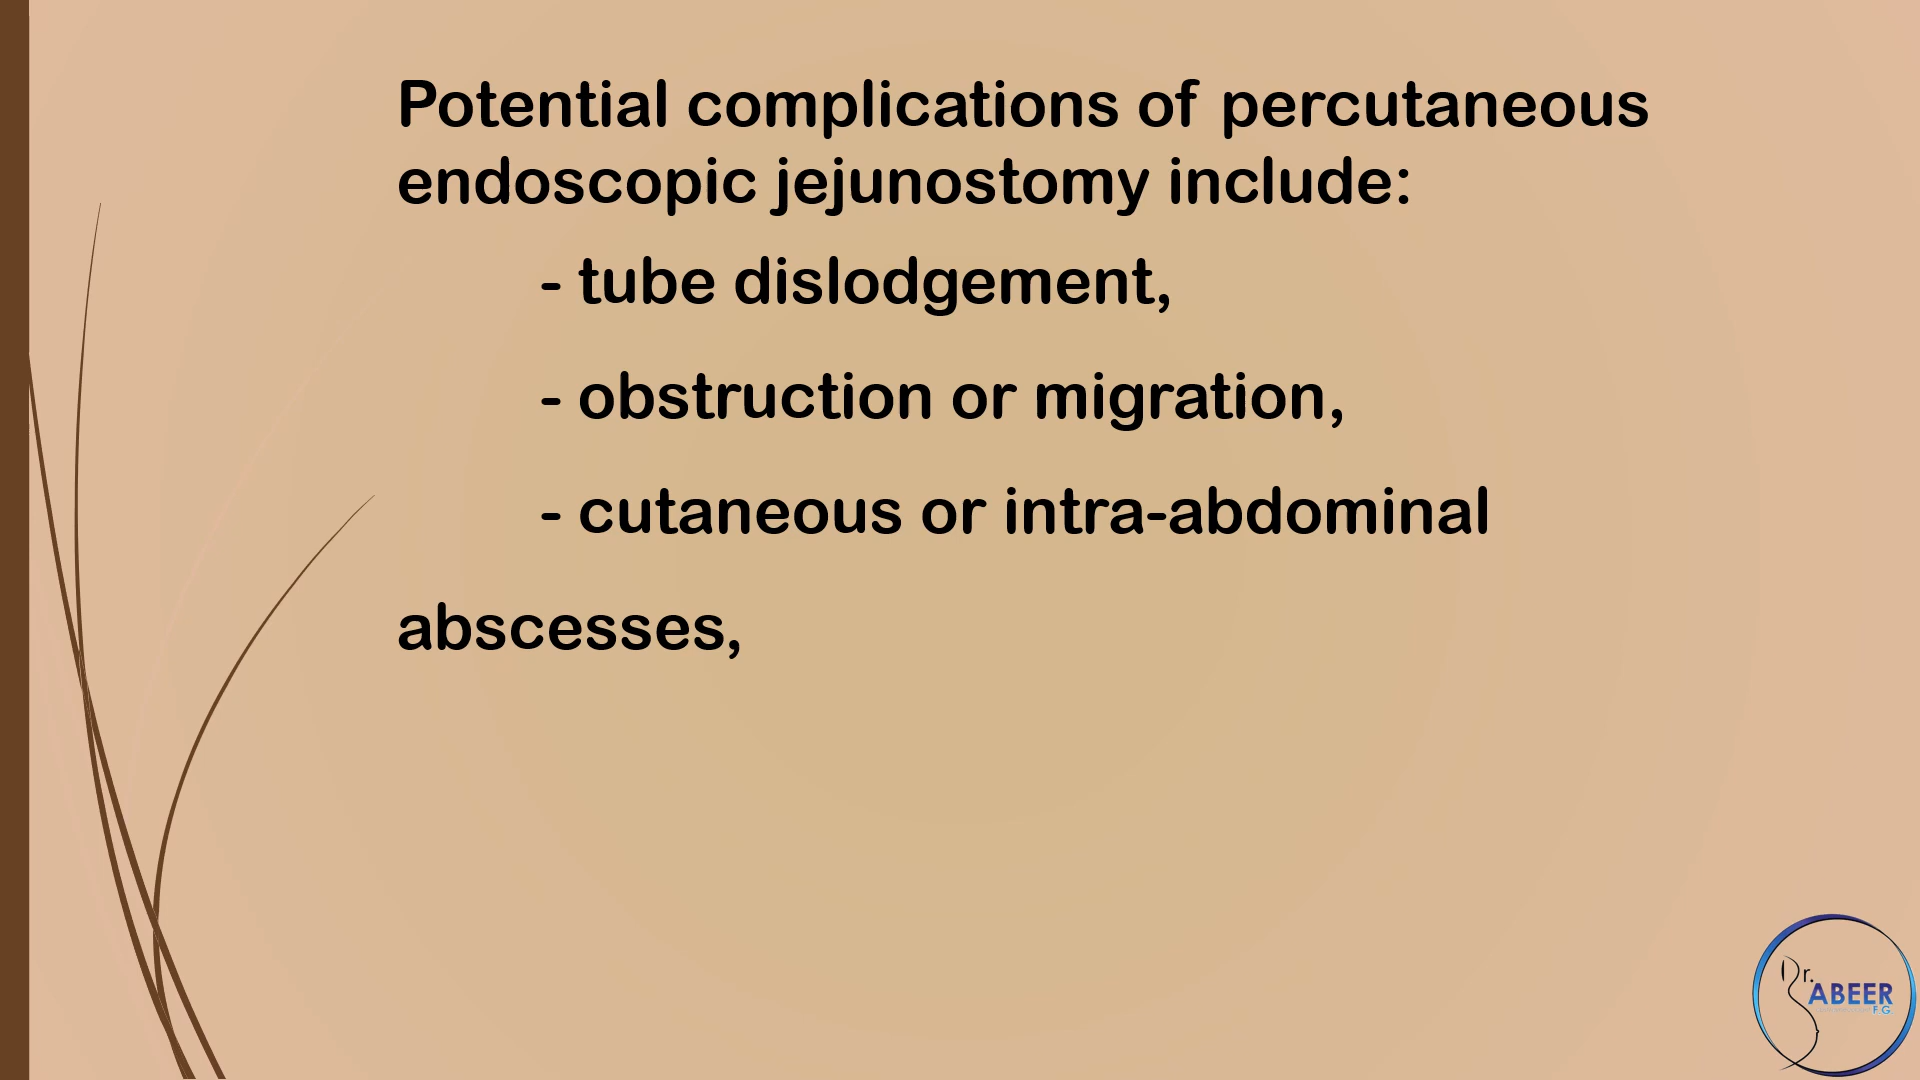 Potential complications of percutaneous
endoscopic jejunostomy include:
- tube dislodgement,
- obstruction or migration,
- cutaneous or intra-abdominal
abscesses,
Dr.
ABEER
F.G.